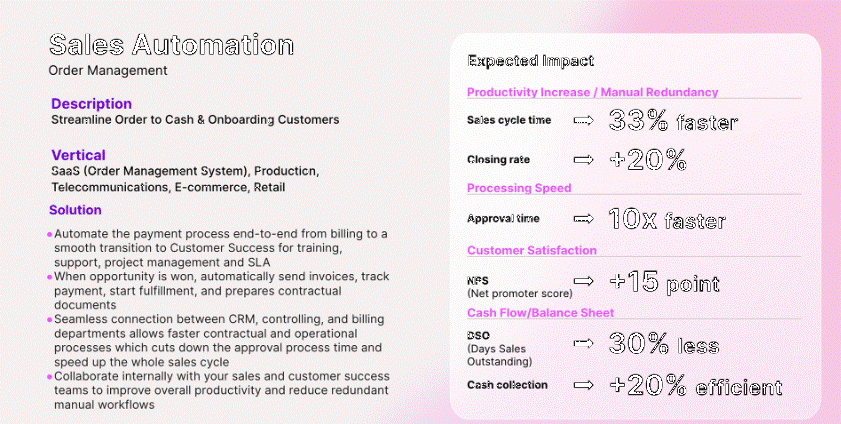 Sales Automation
Order Management
Description
Streamline Order to Cash & Onboarding Customers
Vertical
SaaS (Order Management System), Production,
Telecommunications, E-commerce, Retail
Solution
Automate the payment process end-to-end from billing to a
smooth transition to Customer Success for training,
support, project management and SLA
When opportunity is won, automatically send invoices, track
payment, start fulfillment, and prepares contractual
documents
Seamless connection between CRM, controlling, and billing
departments allows faster contractual and operational
processes which cuts down the approval process time and
speed up the whole sales cycle
Collaborate internally with your sales and customer success
teams to improve overall productivity and reduce redundant
manual workflows
Expected Impact
Productivity Increase / Manual Redundancy
Sales cycle time ⇨ 33% faster
Closing rate ⇨ +20%
Processing Speed
Approval time ⇨ 10x faster
Customer Satisfaction
NPS ⇨ +15 point
(Net promoter score)
Cash Flow/Balance Sheet
DSO
(Days Sales ⇨ 30% less
Outstanding)
Cash collection ⇨ +20% efficient